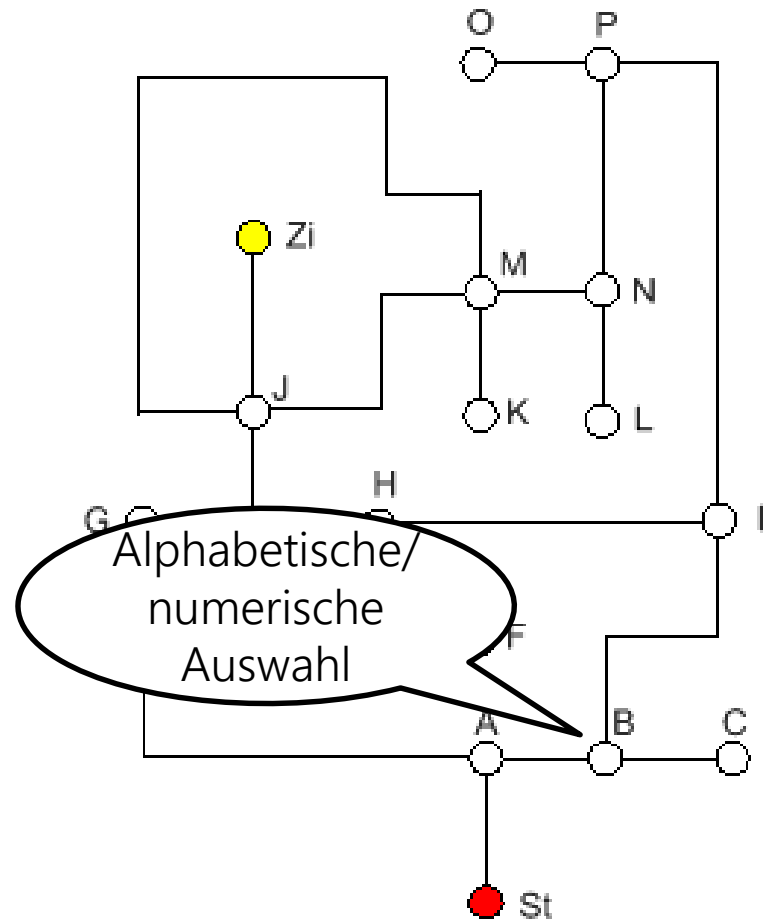 O P
Zi
M
N
J
K L
H
G I
Alphabetische/
numerische
Auswahl
F
A B C
St